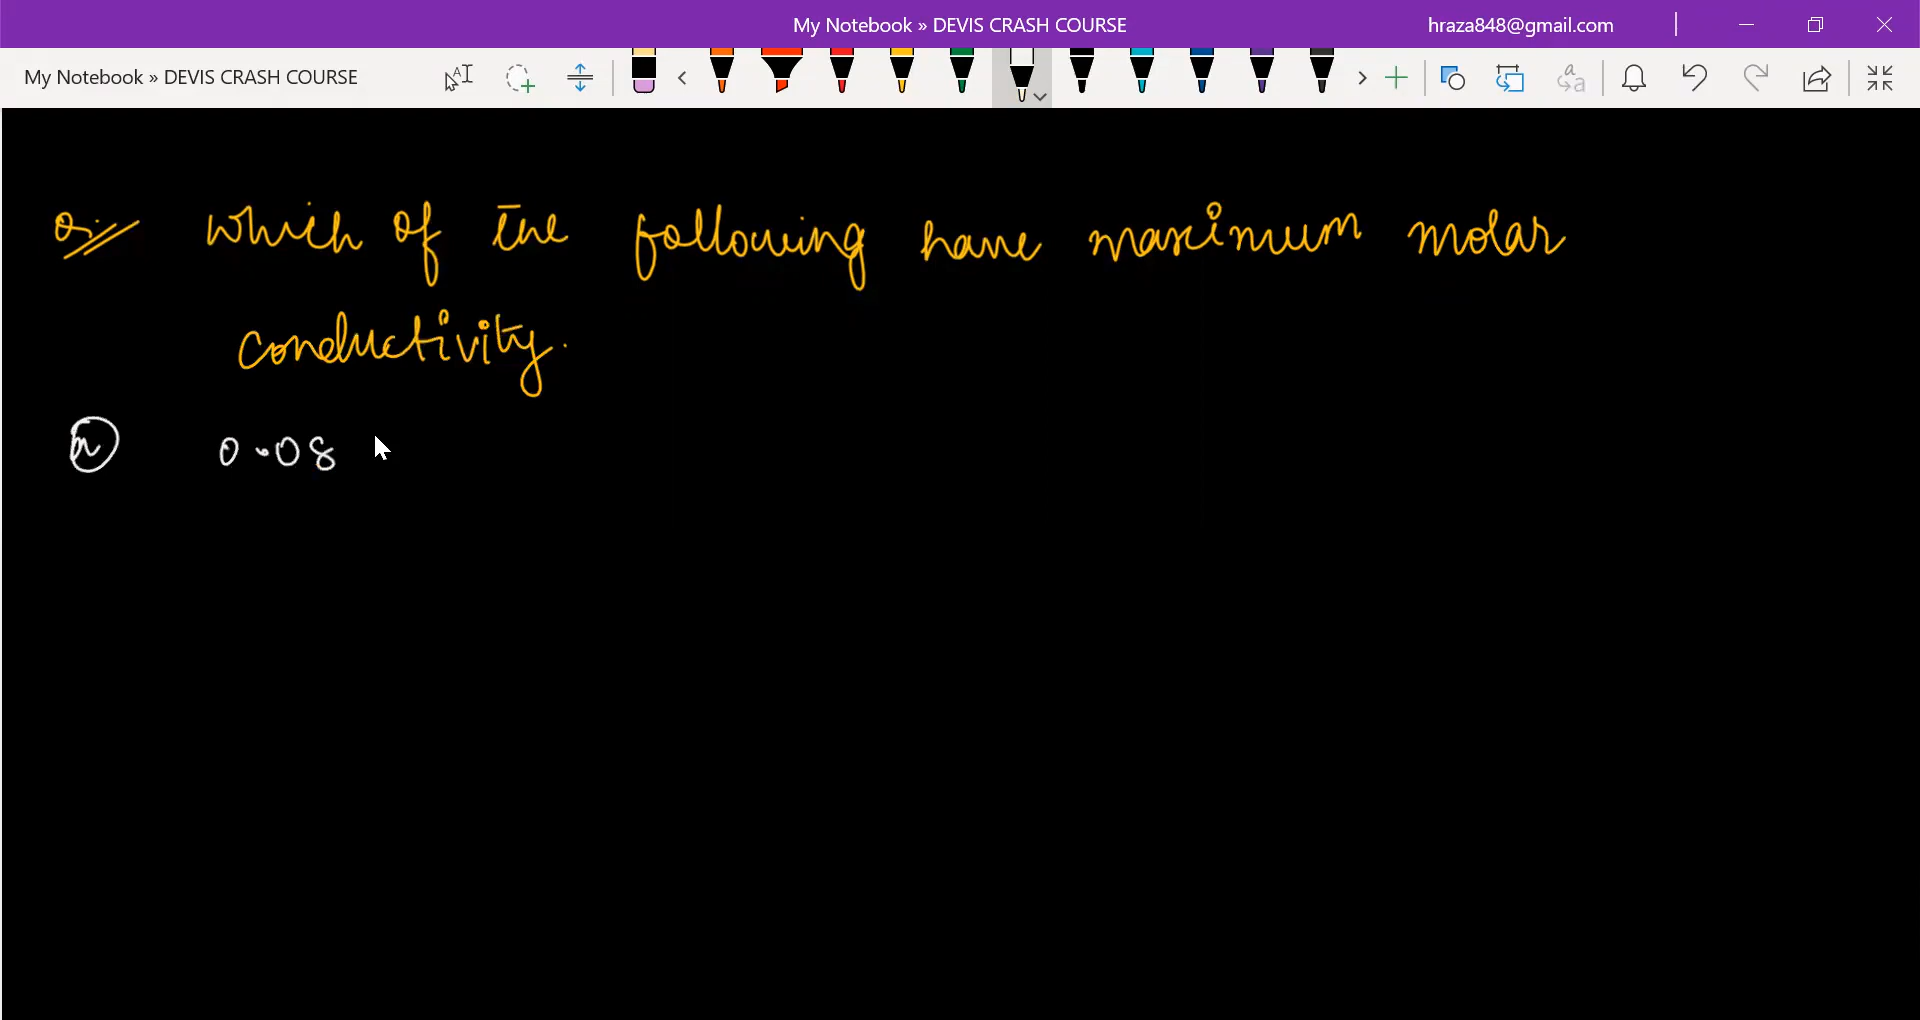 My Notebook » DEVIS CRASH COURSE
hraza848@gmail.com
My Notebook » DEVIS CRASH COURSE
Q:- Which of the following have maximum molar
conductivity.
a 0.08